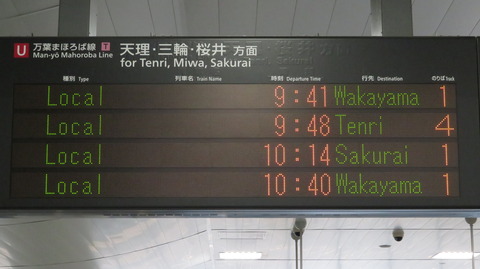 U 万葉まほろば線 T 天理・三輪・桜井 方面
Man-yō Mahoroba Line for Tenri, Miwa, Sakurai
種別 Type 列車名 Train Name 時刻 Departure Time 行先 Destination のりば Track
Local 9:41 Wakayama 1
Local 9:48 Tenri 4
Local 10:14 Sakurai 1
Local 10:40 Wakayama 1